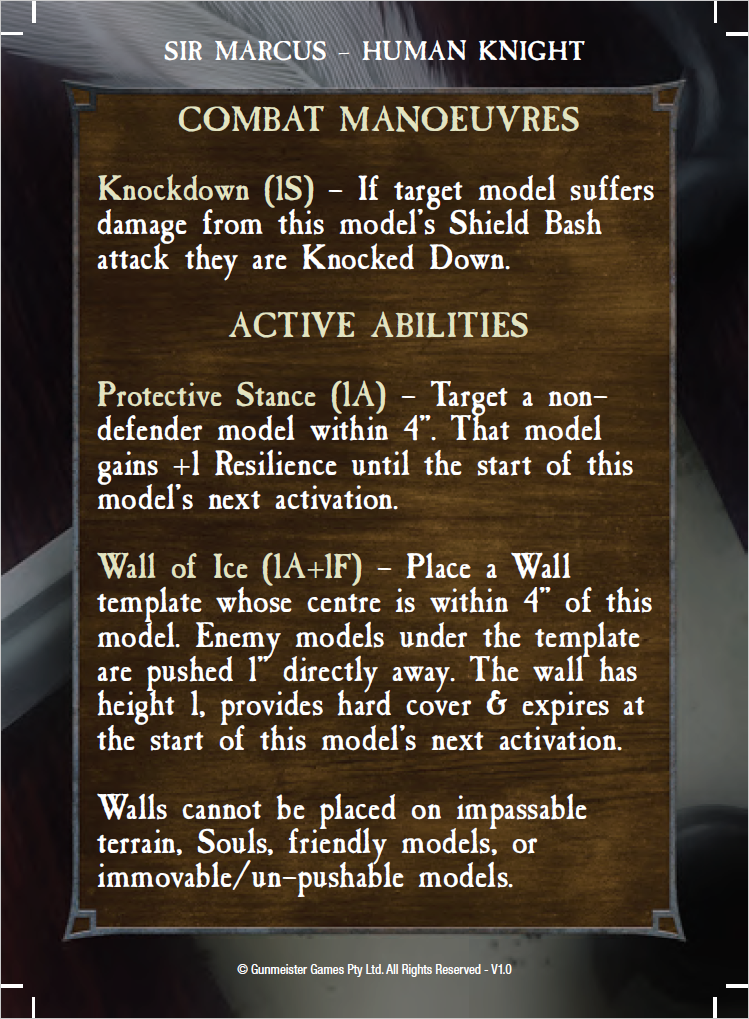 SIR MARCUS – HUMAN KNIGHT
COMBAT MANOEUVRES
Knockdown (1S) – If target model suffers
damage from this model's Shield Bash
attack they are Knocked Down.
ACTIVE ABILITIES
Protective Stance (1A) – Target a non-
defender model within 4”. That model
gains +1 Resilience until the start of this
model's next activation.
Wall of Ice (1A+1F) – Place a Wall
template whose centre is within 4” of this
model. Enemy models under the template
are pushed 1” directly away. The wall has
height 1, provides hard cover & expires at
the start of this model's next activation.
Walls cannot be placed on impassable
terrain, Souls, friendly models, or
immovable/un-pushable models.
© Gunmeister Games Pty Ltd. All Rights Reserved - V1.0